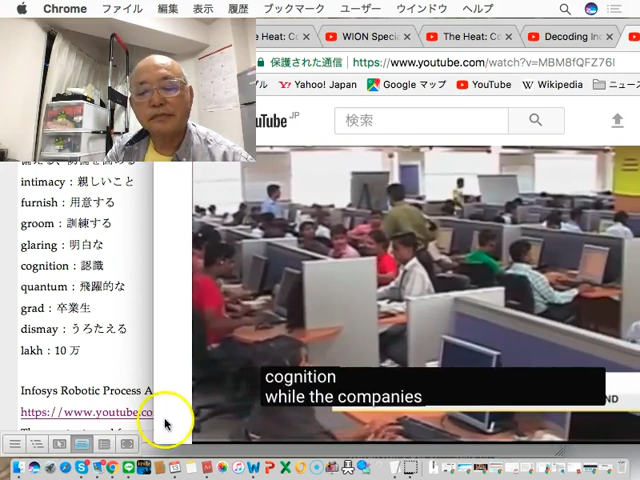 Chrome ファイル 編集 表示 履歴 ブックマーク ユーザー ウインドウ ヘルプ
The Heat: Co
WION Specia
The Heat: Co
Decoding Ind
保護された通信 https://www.youtube.com/watch?v=MBM8fQFZ76I
Yahoo! Japan Google マップ YouTube Wikipedia ニュース
ouTube JP
検索
intimacy：親しいこと
furnish：用意する
groom：訓練する
glaring：明白な
cognition：認識
quantum：飛躍的な
grad：卒業生
dismay：うろたえる
lakh：10 万
Infosys Robotic Process A
https://www.youtube.co
cognition
while the companies
ND